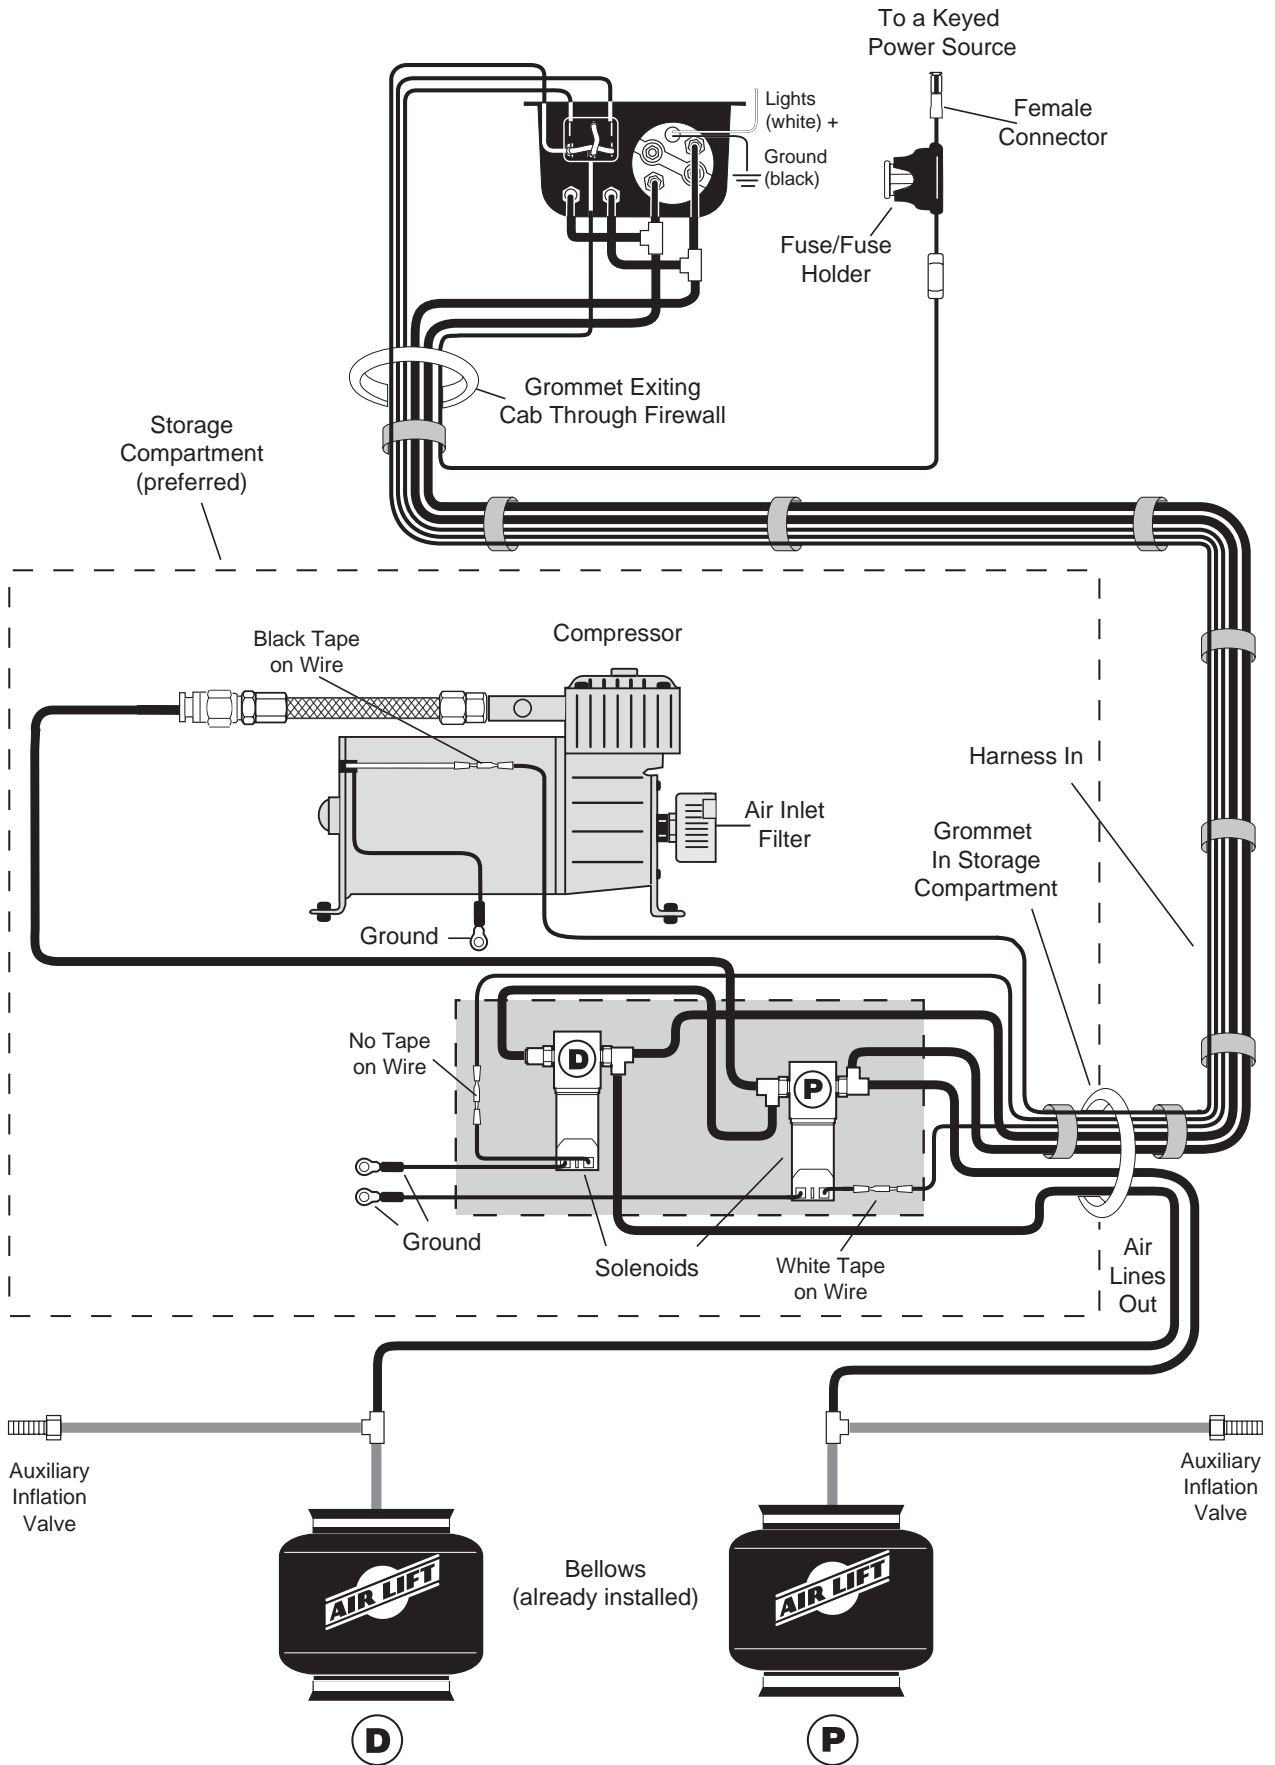 To a Keyed
Power Source
Lights
(white) +
Female
Connector
Ground
(black)
Fuse/Fuse
Holder
Grommet Exiting
Cab Through Firewall
Storage
Compartment
(preferred)
Black Tape
on Wire
Compressor
Harness In
Air Inlet
Filter
Grommet
In Storage
Compartment
Ground
No Tape
on Wire
D
P
Ground
Solenoids
White Tape
on Wire
Air
Lines
Out
Auxiliary
Inflation
Valve
Auxiliary
Inflation
Valve
AIR LIFT
Bellows
(already installed)
AIR LIFT
D
P